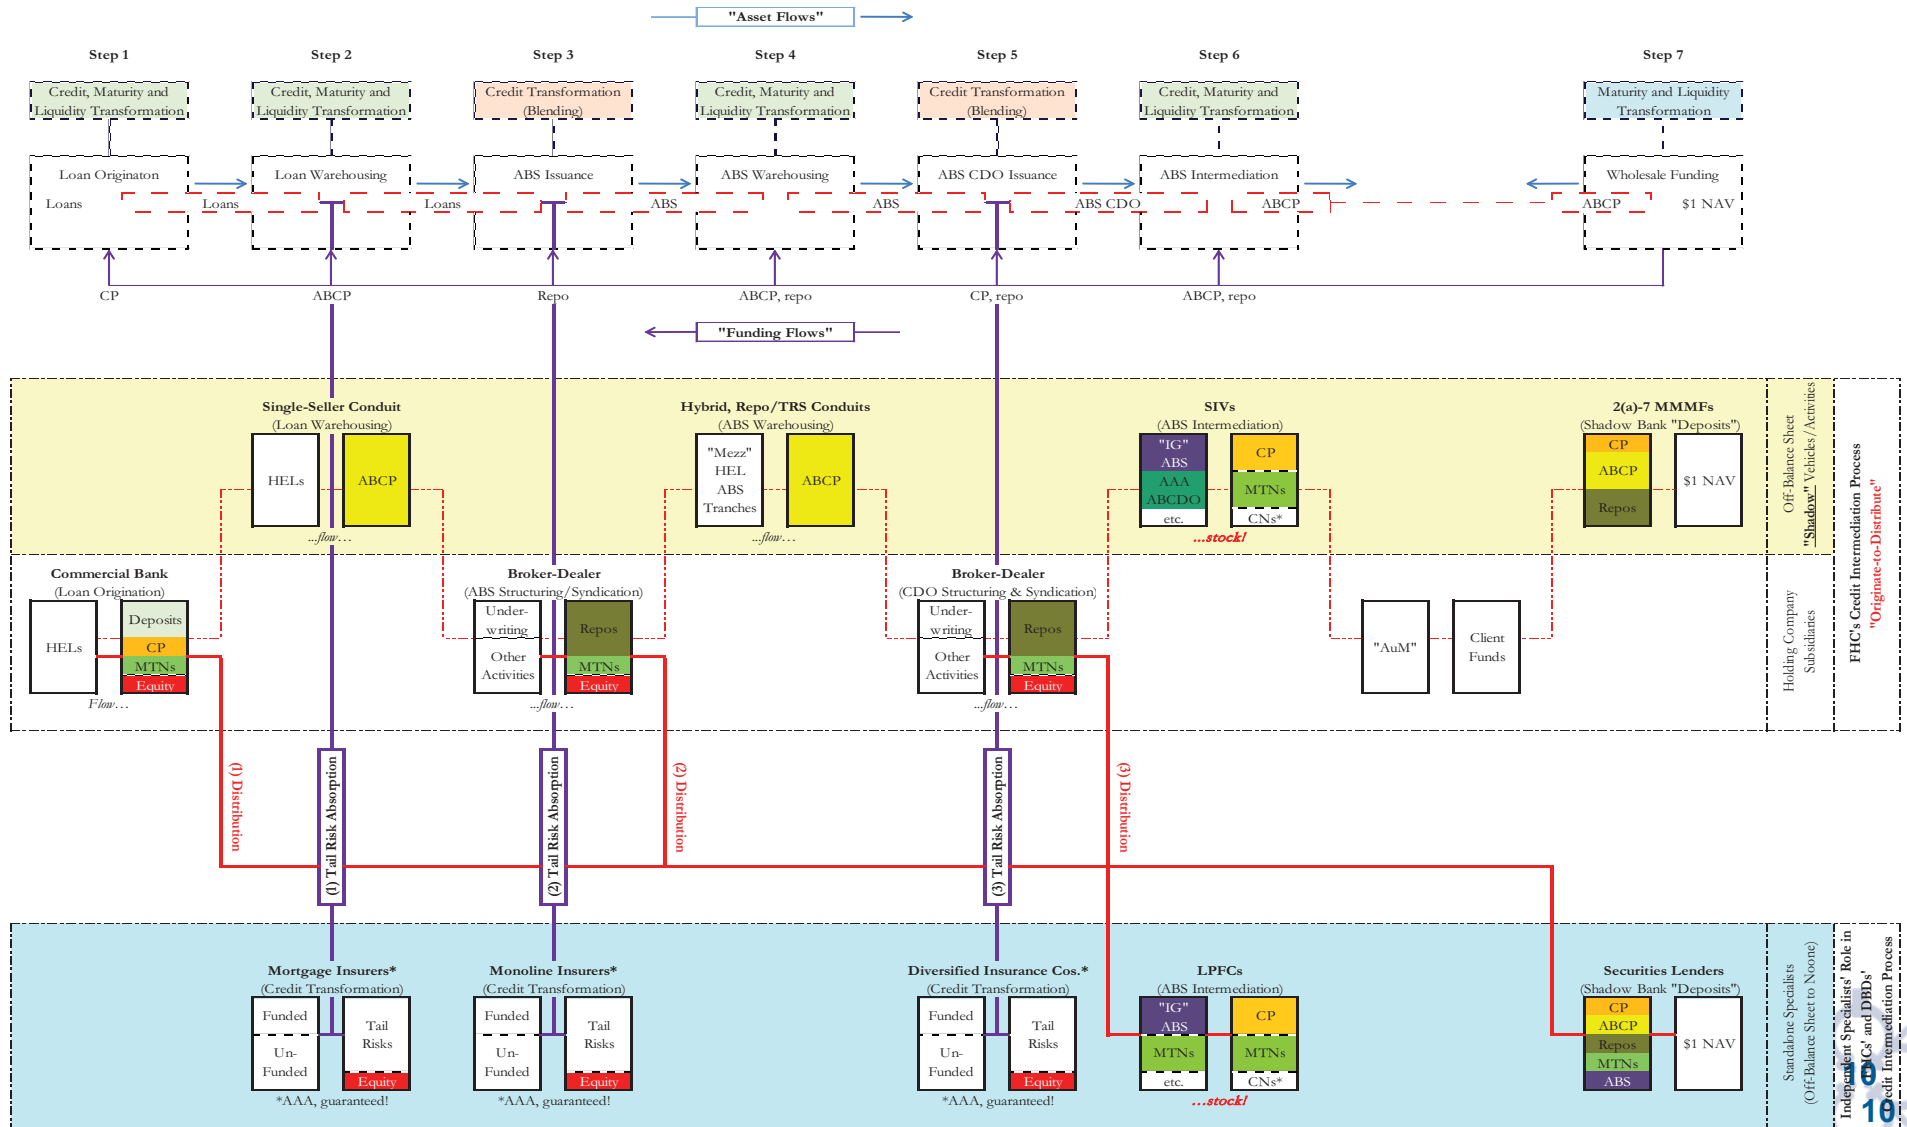 "Asset Flows"
Step 1
Step 2
Step 3
Step 4
Step 5
Step 6
Step 7
Credit, Maturity and
Liquidity Transformation
Credit, Maturity and
Liquidity Transformation
Credit Transformation
(Blending)
Credit, Maturity and
Liquidity Transformation
Credit Transformation
(Blending)
Credit, Maturity and
Liquidity Transformation
Maturity and Liquidity
Transformation
Loan Originaton
Loan Warehousing
ABS Issuance
ABS Warehousing
ABS CDO Issuance
ABS Intermediation
Wholesale Funding
Loans
Loans
Loans
ABS
ABS
ABS CDO
ABCP
ABCP
$1 NAV
CP
ABCP
Repo
ABCP, repo
CP, repo
ABCP, repo
"Funding Flows"
Single-Seller Conduit
(Loan Warehousing)
HELs
ABCP
...flow…
Hybrid, Repo/TRS Conduits
(ABS Warehousing)
"Mezz"
HEL
ABS
Tranches
ABCP
...flow…
SIVs
(ABS Intermediation)
"IG"
ABS
AAA
ABCDO
etc.
CP
MTNs
CNs*
...stock!
2(a)-7 MMMFs
(Shadow Bank "Deposits")
CP
ABCP
Repos
$1 NAV
Off-Balance Sheet
"Shadow" Vehicles/Activities
FHC's Credit Intermediation Process
"Originate-to-Distribute"
Commercial Bank
(Loan Origination)
HELs
Deposits
CP
MTNs
Equity
Flow…
Broker-Dealer
(ABS Structuring/Syndication)
Under-
writing
Other
Activities
Repos
MTNs
Equity
...flow…
Broker-Dealer
(CDO Structuring & Syndication)
Under-
writing
Other
Activities
Repos
MTNs
Equity
...flow…
"AuM"
Client
Funds
Holding Company
Subsidiaries
(1) Distribution
(1) Tail Risk Absorption
(2) Tail Risk Absorption
(2) Distribution
(3) Tail Risk Absorption
(3) Distribution
Mortgage Insurers*
(Credit Transformation)
Funded
Un-
Funded
Tail
Risks
Equity
*AAA, guaranteed!
Monoline Insurers*
(Credit Transformation)
Funded
Un-
Funded
Tail
Risks
Equity
*AAA, guaranteed!
Diversified Insurance Cos.*
(Credit Transformation)
Funded
Un-
Funded
Tail
Risks
Equity
*AAA, guaranteed!
LPFCs
(ABS Intermediation)
"IG"
ABS
MTNs
etc.
CP
MTNs
CNs*
...stock!
Securities Lenders
(Shadow Bank "Deposits")
CP
ABCP
Repos
MTNs
ABS
$1 NAV
Standalone Specialists
(Off-Balance Sheet to Noone)
Independent Specialists' Role in
FHCs' and DBDs'
Credit Intermediation Process
10
10